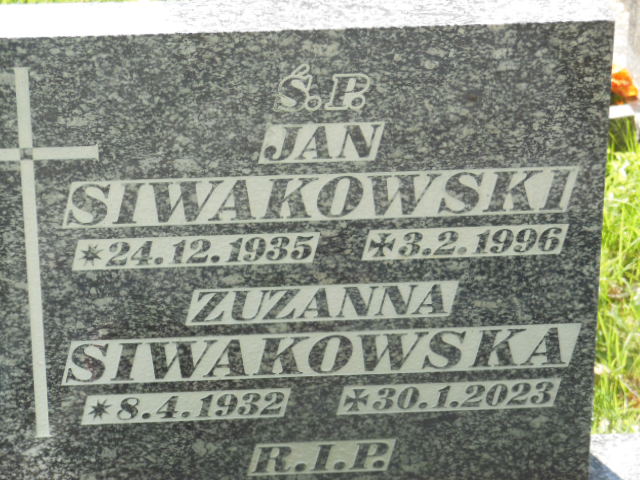 Ś.P.
JAN
SIWAKOWSKI
✴24.12.1935 ✠3.2.1996
ZUZANNA
SIWAKOWSKA
✴8.4.1932 ✠30.1.2023
R.I.P.